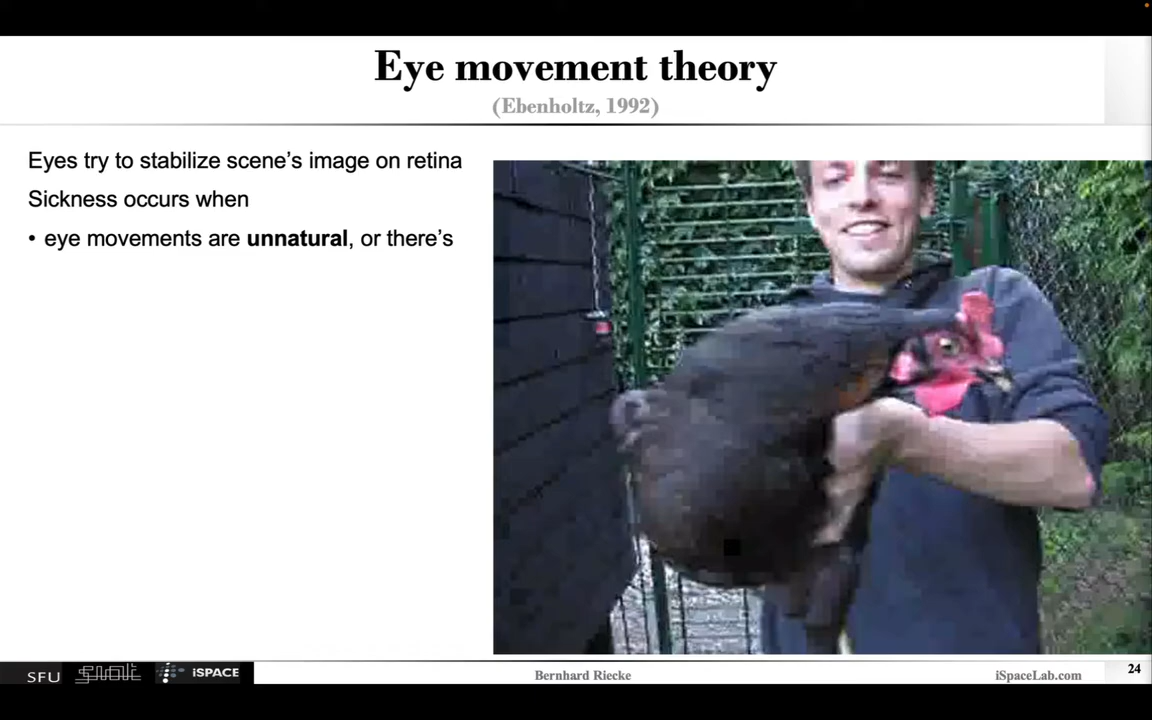 Eye movement theory
(Ebenholtz, 1992)
Eyes try to stabilize scene's image on retina
Sickness occurs when
• eye movements are unnatural, or there's
SFU
iSPACE
Bernhard Riecke
iSpaceLab.com
24